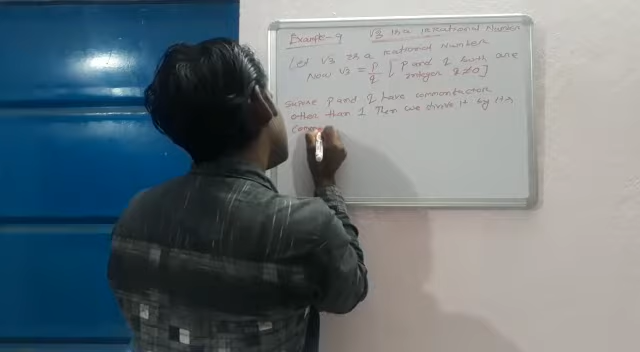 Example-9 √3 is a irrational Number
Let √3 is a rational Number
Now √3 = p/q [p and q both are
integer q≠0]
suppose p and q have common factor
other than 1 Then we divide it by its
Common